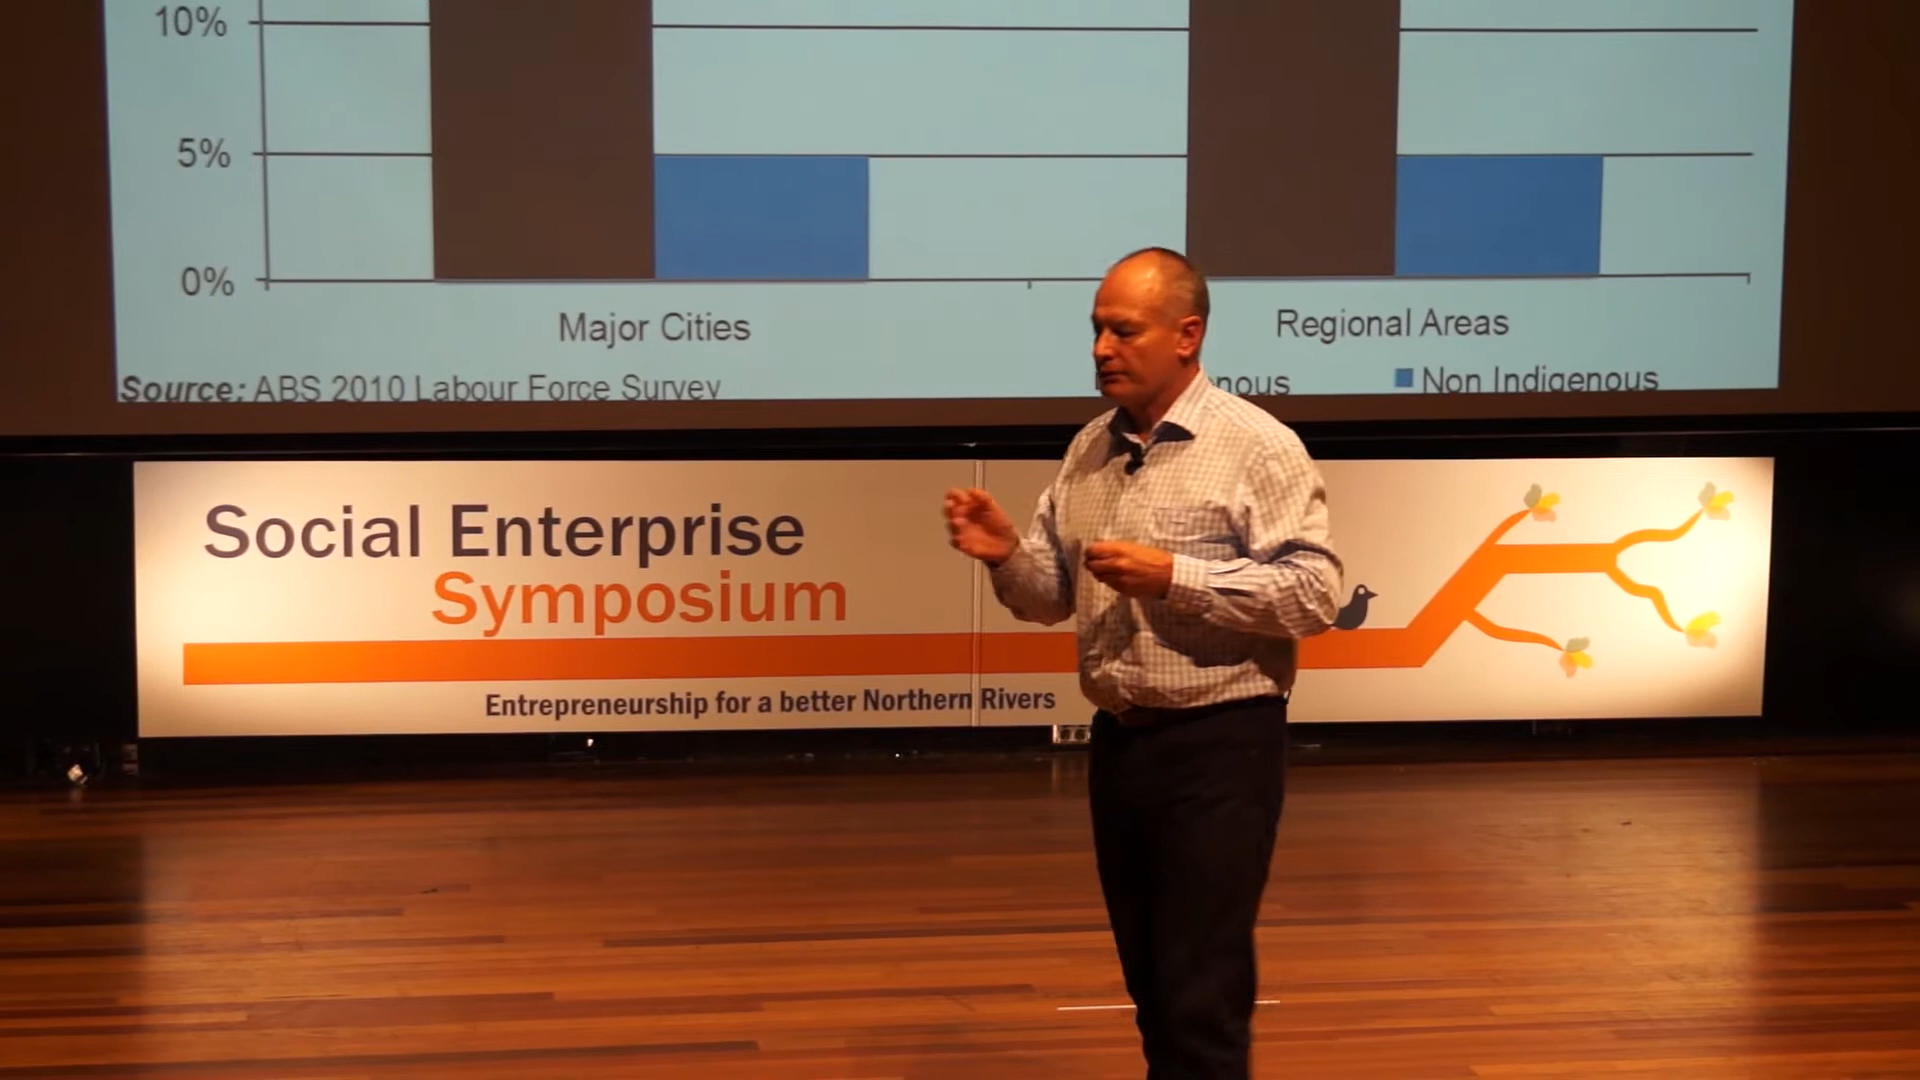 10%
5%
0%
Major Cities
Regional Areas
Source: ABS 2010 Labour Force Survey
Non Indigenous
Social Enterprise
Symposium
Entrepreneurship for a better Northern Rivers